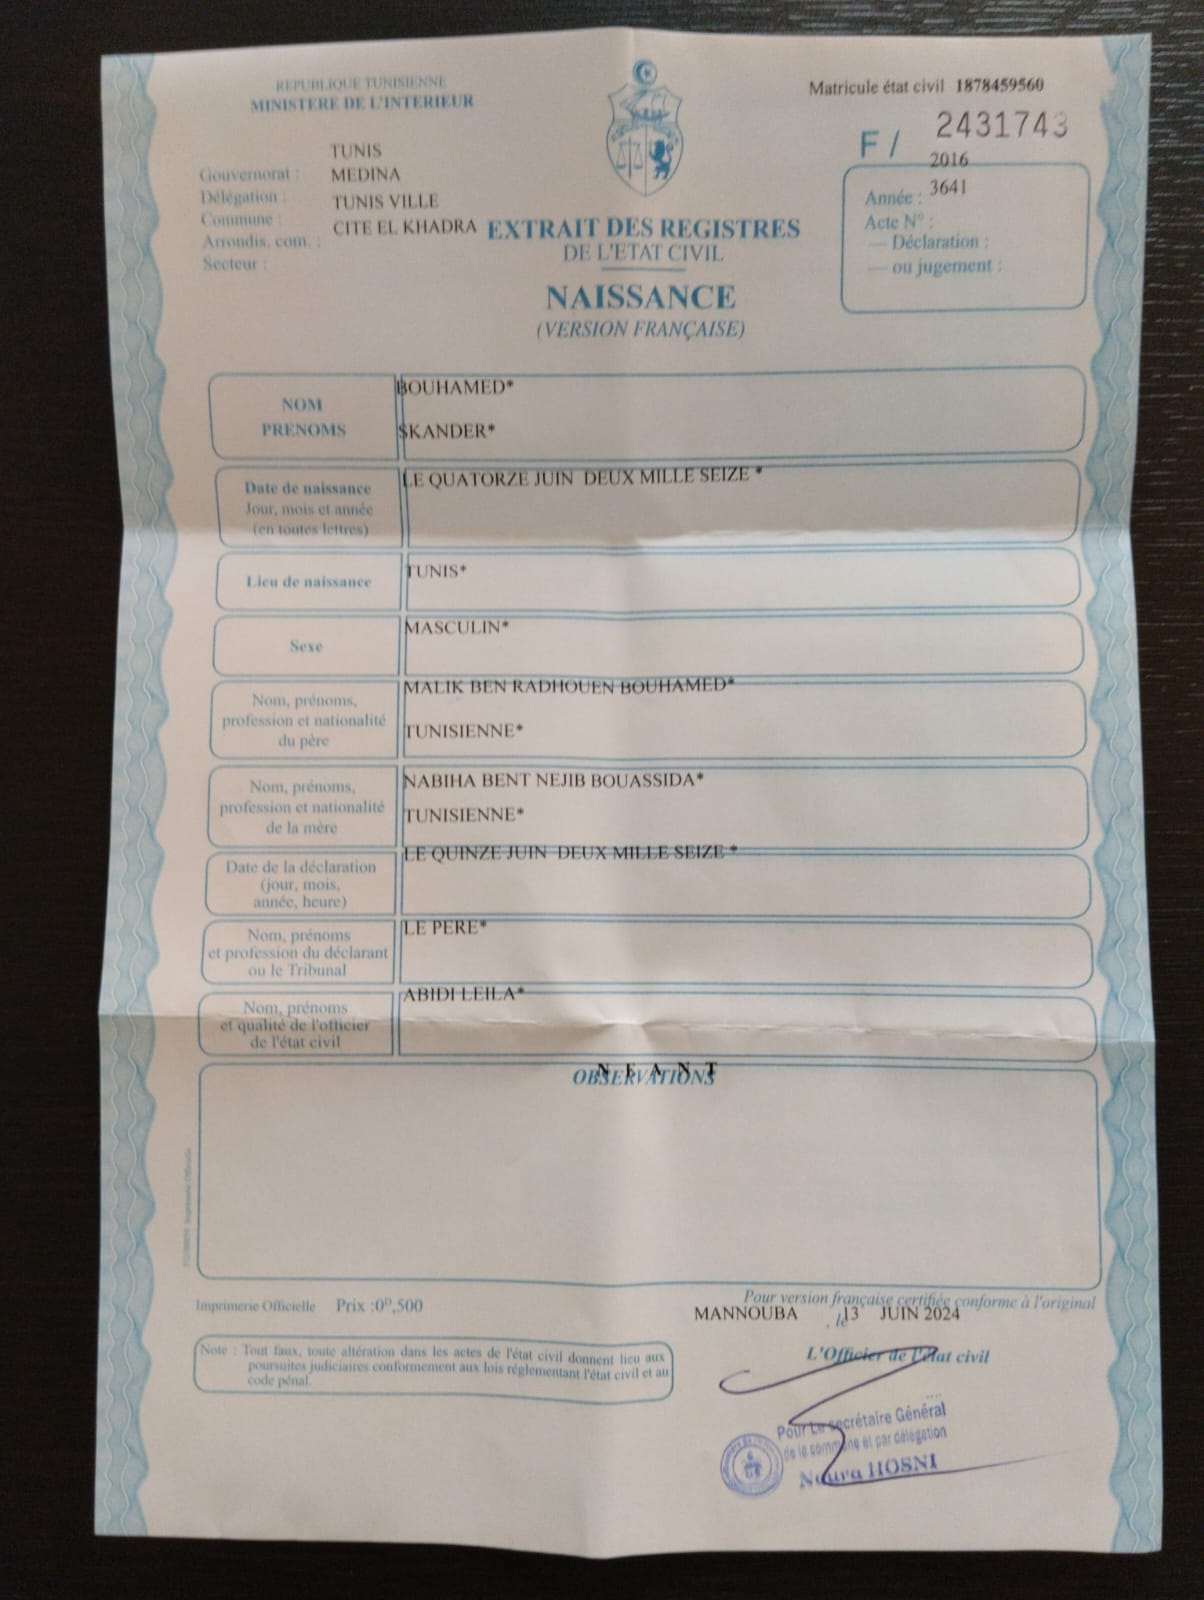 REPUBLIQUE TUNISIENNE
MINISTERE DE L'INTERIEUR
Matricule état civil 1878459560
F / 2431743
TUNIS
Gouvernorat : MEDINA
Délégation : TUNIS VILLE
Commune : CITE EL KHADRA
Arrondis. com. :
Secteur :
EXTRAIT DES REGISTRES
DE L'ETAT CIVIL
NAISSANCE
(VERSION FRANÇAISE)
2016
Année : 3641
Acte N° :
— Déclaration :
— ou jugement :
NOM
PRENOMS
BOUHAMED*
SKANDER*
Date de naissance
Jour, mois et année
(en toutes lettres)
LE QUATORZE JUIN DEUX MILLE SEIZE *
Lieu de naissance
TUNIS*
Sexe
MASCULIN*
Nom, prénoms,
profession et nationalité
du père
MALIK BEN RADHOUEN BOUHAMED*
TUNISIENNE*
Nom, prénoms,
profession et nationalité
de la mère
NABIHA BENT NEJIB BOUASSIDA*
TUNISIENNE*
Date de la déclaration
(jour, mois,
année, heure)
LE QUINZE JUIN DEUX MILLE SEIZE *
Nom, prénoms
et profession du déclarant
ou le Tribunal
LE PERE*
Nom, prénoms
et qualité de l'officier
de l'état civil
ABIDI LEILA*
N E A N T
OBSERVATIONS
Imprimerie Officielle
Imprimerie Officielle Prix :0ᴰ,500
Pour version française certifiée conforme à l'original
MANNOUBA , le 13 JUIN 2024
Note : Tout faux, toute altération dans les actes de l'état civil donnent lieu aux
poursuites judiciaires conformement aux lois réglementant l'état civil et au
code pénal.
L'Officier de l'état civil
Pour Le secrétaire Général
de la commune et par délégation
Noura HOSNI